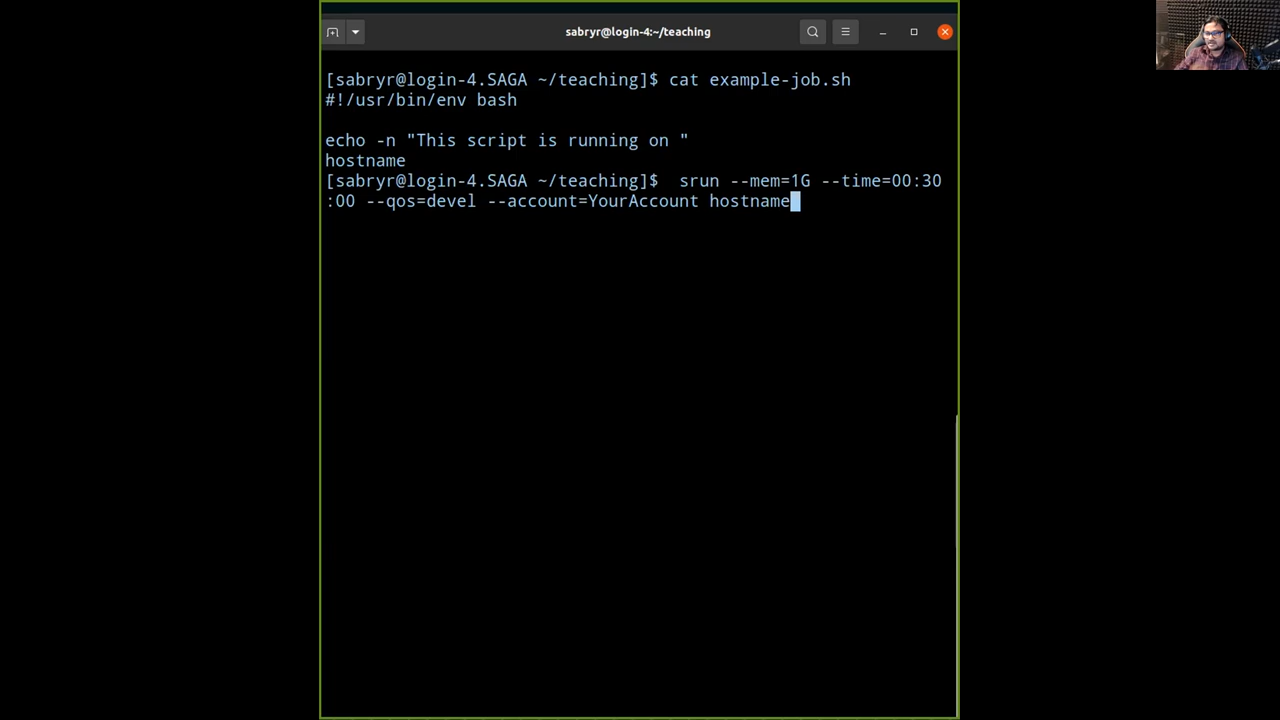 sabryr@login-4:~/teaching
[sabryr@login-4.SAGA ~/teaching]$ cat example-job.sh
#!/usr/bin/env bash
echo -n "This script is running on "
hostname
[sabryr@login-4.SAGA ~/teaching]$  srun --mem=1G --time=00:30
:00 --qos=devel --account=YourAccount hostname